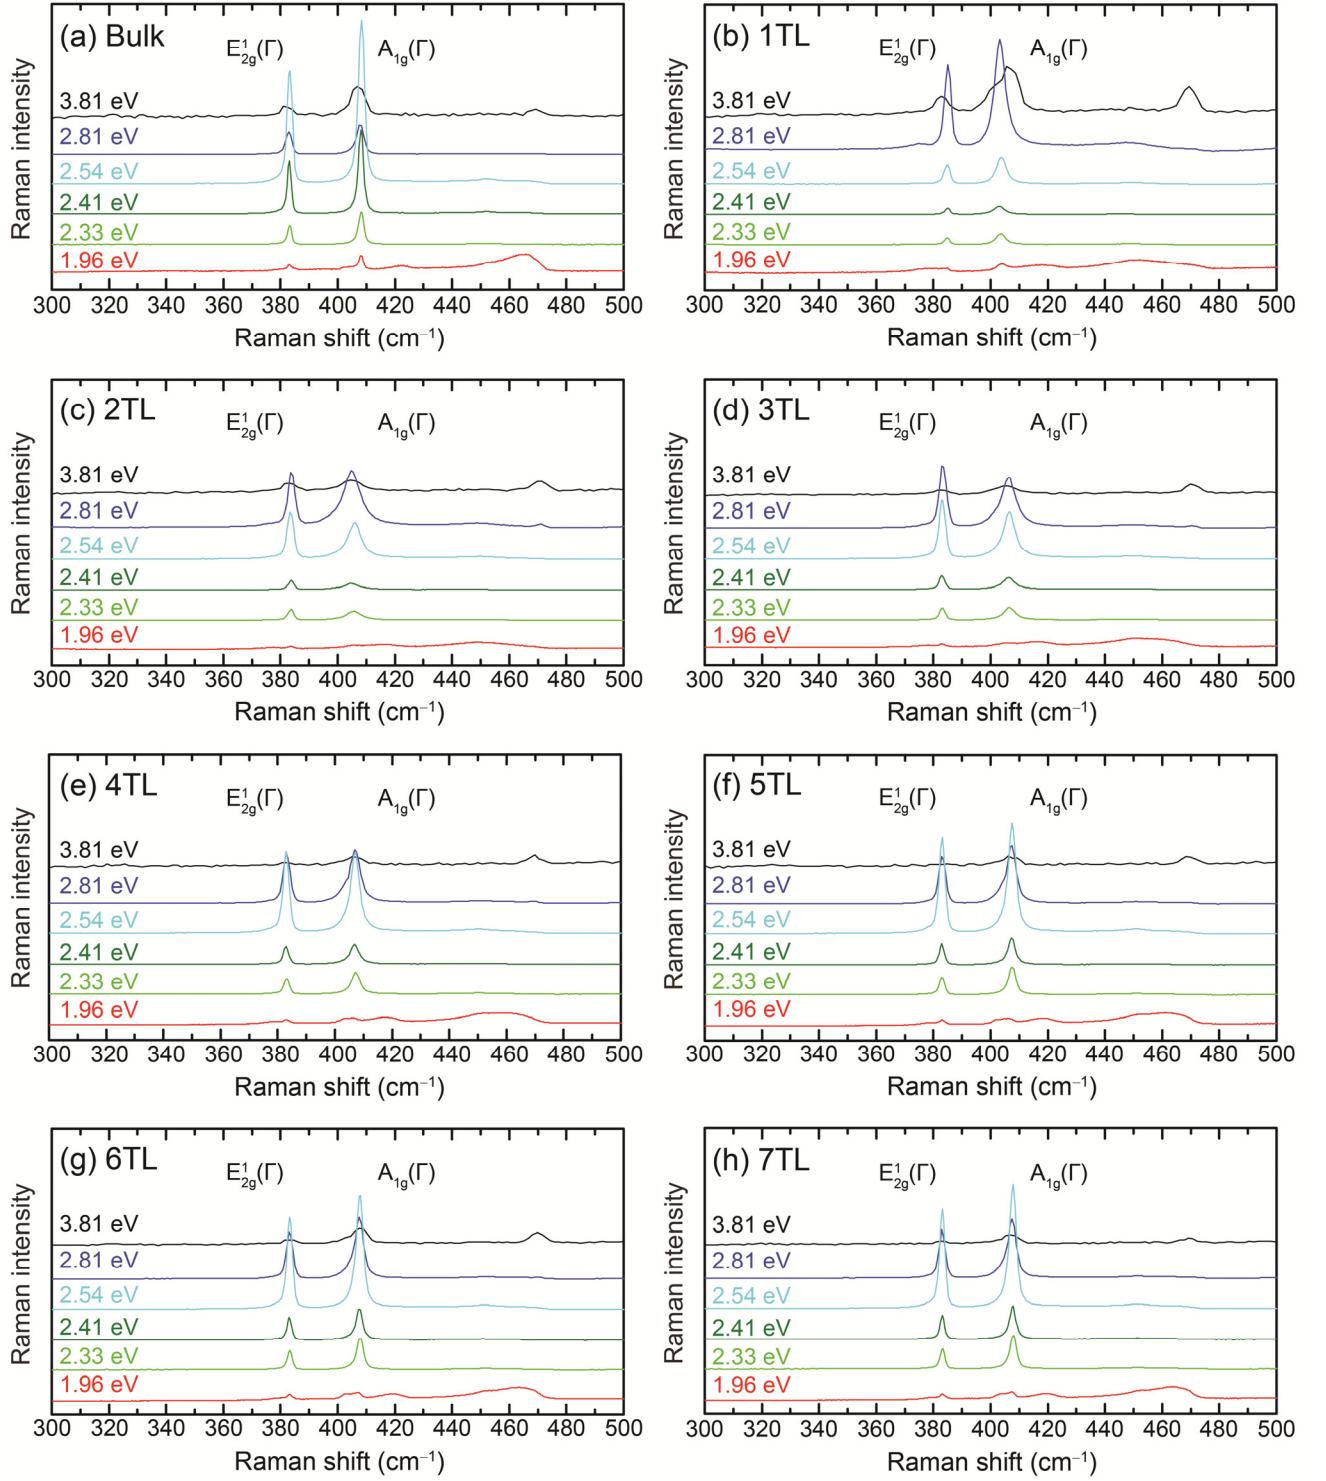 (a) Bulk
E¹₂g(Γ) A₁g(Γ)
3.81 eV
2.81 eV
2.54 eV
2.41 eV
2.33 eV
1.96 eV
300 320 340 360 380 400 420 440 460 480 500
Raman shift (cm⁻¹)
Raman intensity
(b) 1TL
E¹₂g(Γ) A₁g(Γ)
3.81 eV
2.81 eV
2.54 eV
2.41 eV
2.33 eV
1.96 eV
300 320 340 360 380 400 420 440 460 480 500
Raman shift (cm⁻¹)
Raman intensity
(c) 2TL
E¹₂g(Γ) A₁g(Γ)
3.81 eV
2.81 eV
2.54 eV
2.41 eV
2.33 eV
1.96 eV
300 320 340 360 380 400 420 440 460 480 500
Raman shift (cm⁻¹)
Raman intensity
(d) 3TL
E¹₂g(Γ) A₁g(Γ)
3.81 eV
2.81 eV
2.54 eV
2.41 eV
2.33 eV
1.96 eV
300 320 340 360 380 400 420 440 460 480 500
Raman shift (cm⁻¹)
Raman intensity
(e) 4TL
E¹₂g(Γ) A₁g(Γ)
3.81 eV
2.81 eV
2.54 eV
2.41 eV
2.33 eV
1.96 eV
300 320 340 360 380 400 420 440 460 480 500
Raman shift (cm⁻¹)
Raman intensity
(f) 5TL
E¹₂g(Γ) A₁g(Γ)
3.81 eV
2.81 eV
2.54 eV
2.41 eV
2.33 eV
1.96 eV
300 320 340 360 380 400 420 440 460 480 500
Raman shift (cm⁻¹)
Raman intensity
(g) 6TL
E¹₂g(Γ) A₁g(Γ)
3.81 eV
2.81 eV
2.54 eV
2.41 eV
2.33 eV
1.96 eV
300 320 340 360 380 400 420 440 460 480 500
Raman shift (cm⁻¹)
Raman intensity
(h) 7TL
E¹₂g(Γ) A₁g(Γ)
3.81 eV
2.81 eV
2.54 eV
2.41 eV
2.33 eV
1.96 eV
300 320 340 360 380 400 420 440 460 480 500
Raman shift (cm⁻¹)
Raman intensity